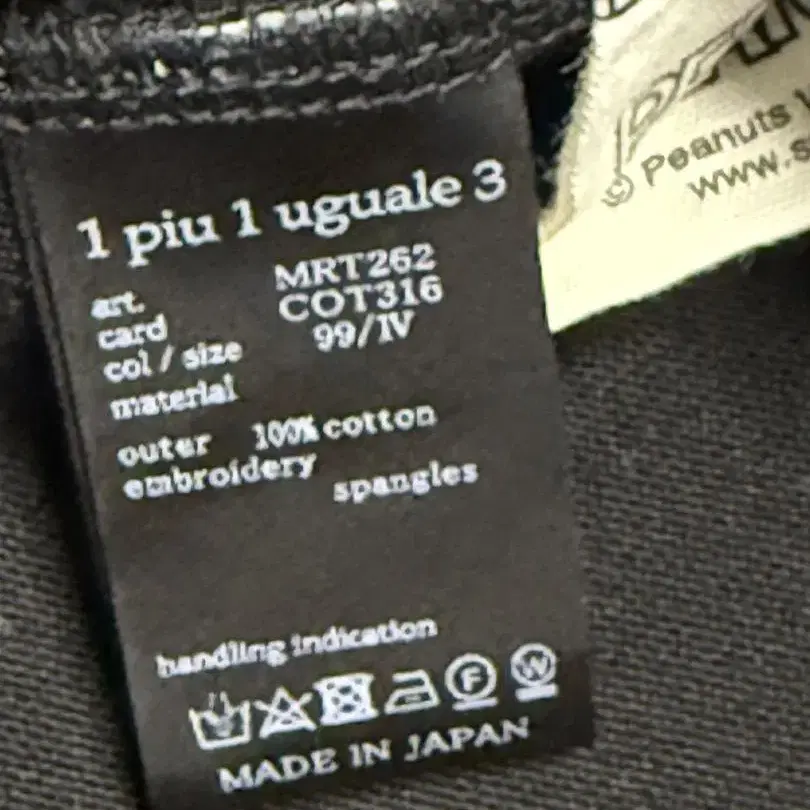 1 piu 1 uguale 3
art. MRT262
card COT316
col / size 99/IV
material
outer 100% cotton
embroidery
spangles
handling indication
F W
MADE IN JAPAN
© Peanuts
www.s